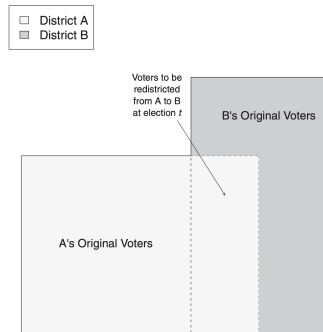 District A
District B
Voters to be
redistricted
from A to B
at election t
B's Original Voters
A's Original Voters